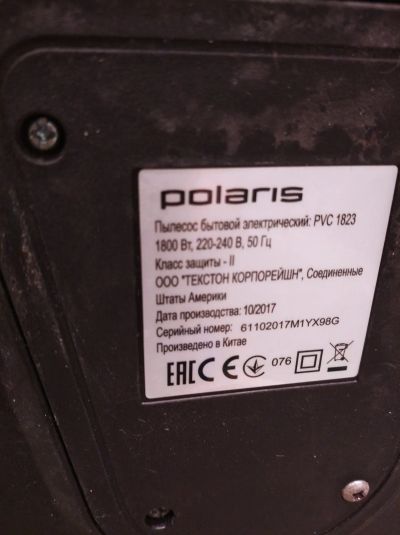 polaris
Пылесос бытовой электрический: PVC 1823
1800 Вт, 220-240 В, 50 Гц
Класс защиты - II
ООО "ТЕКСТОН КОРПОРЕЙШН", Соединенные
Штаты Америки
Дата производства: 10/2017
Серийный номер: 61102017M1YX98G
Произведено в Китае
EAC CE 076